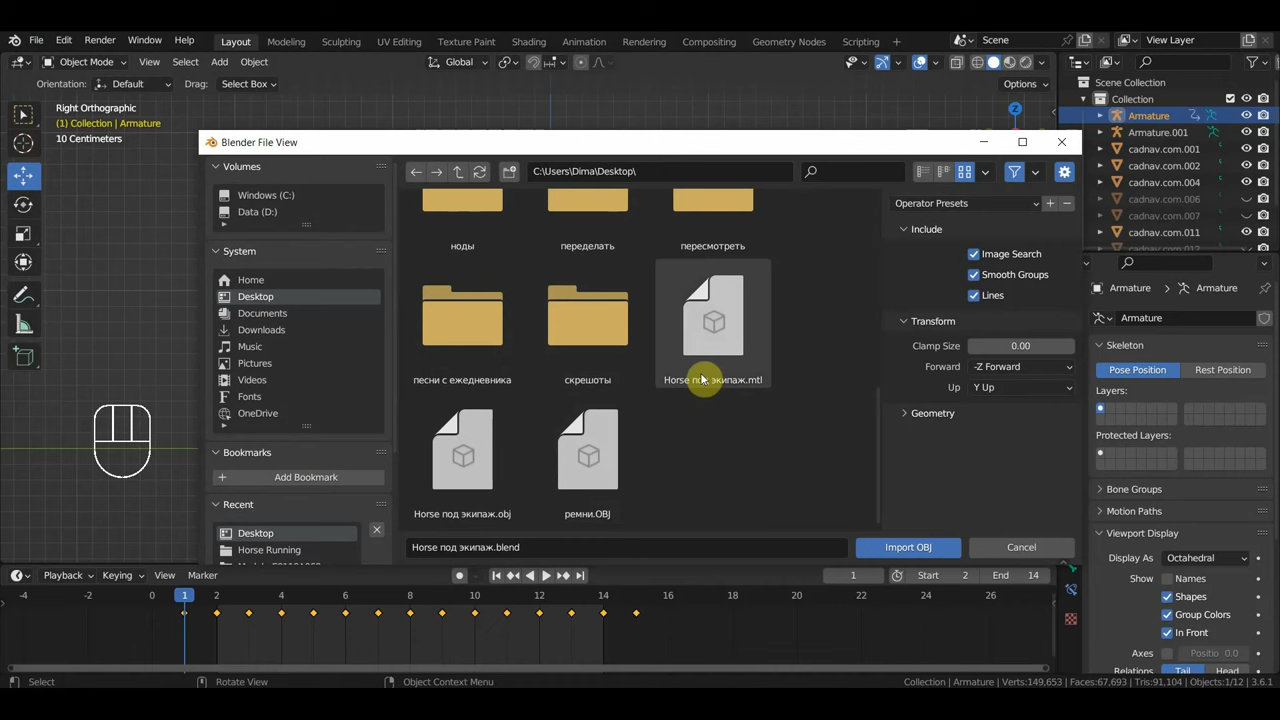 File Edit Render Window Help Layout Modeling Sculpting UV Editing Texture Paint Shading Animation Rendering Compositing Geometry Nodes Scripting + Scene View Layer
Object Mode View Select Add Object Global Options
Orientation: Default Drag: Select Box
Right Orthographic
(1) Collection | Armature
10 Centimeters
Z
Scene Collection
Collection
Armature
Armature.001
cadnav.com.001
cadnav.com.002
cadnav.com.004
cadnav.com.006
cadnav.com.007
cadnav.com.011
Blender File View
Volumes
Windows (C:)
Data (D:)
System
Home
Desktop
Documents
Downloads
Music
Pictures
Videos
Fonts
OneDrive
Bookmarks
Add Bookmark
Recent
Desktop
Horse Running
C:\Users\Dima\Desktop\
ноды переделать пересмотреть
песни с ежедневника скрешоты Horse под экипаж.mtl
Horse под экипаж.obj ремни.OBJ
Horse под экипаж.blend Import OBJ Cancel
Operator Presets
Include
Image Search
Smooth Groups
Lines
Transform
Clamp Size 0.00
Forward -Z Forward
Up Y Up
Geometry
Armature Armature
Armature
Skeleton
Pose Position Rest Position
Layers:
Protected Layers:
Bone Groups
Motion Paths
Viewport Display
Display As Octahedral
Show Names
Shapes
Group Colors
In Front
Axes Positio 0.0
Relations Tail Head
Playback Keying View Marker 1 Start 2 End 14
-4 -2 0 1 2 4 6 8 10 12 14 16 18 20 22 24 26
Select Rotate View Object Context Menu Collection | Armature | Verts:149,653 | Faces:67,693 | Tris:91,104 | Objects:1/12 | 3.6.1